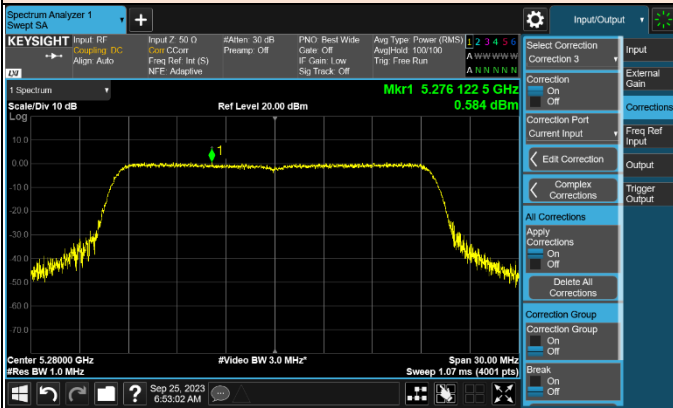 Spectrum Analyzer 1
Swept SA
+
Input/Output
KEYSIGHT
Input: RF
Coupling: DC
Align: Auto
Input Z: 50 Ω
Corr CCorr
Freq Ref: Int (S)
NFE: Adaptive
#Atten: 30 dB
Preamp: Off
PNO: Best Wide
Gate: Off
IF Gain: Low
Sig Track: Off
Avg Type: Power (RMS)
Avg|Hold: 100/100
Trig: Free Run
1 2 3 4 5 6
A W W W W W
A N N N N N
LXI
1 Spectrum
Scale/Div 10 dB
Ref Level 20.00 dBm
Mkr1 5.276 122 5 GHz
0.584 dBm
Log
10.0
0.00
-10.0
-20.0
-30.0
-40.0
-50.0
-60.0
-70.0
1
Center 5.28000 GHz
#Res BW 1.0 MHz
#Video BW 3.0 MHz*
Span 30.00 MHz
Sweep 1.07 ms (4001 pts)
Sep 25, 2023
6:53:02 AM
?
Select Correction
Correction 3
Correction
On
Off
Correction Port
Current Input
Edit Correction
Complex
Corrections
All Corrections
Apply
Corrections
On
Off
Delete All
Corrections
Correction Group
Correction Group
On
Off
Break
On
Off
Input
External
Gain
Corrections
Freq Ref
Input
Output
Trigger
Output